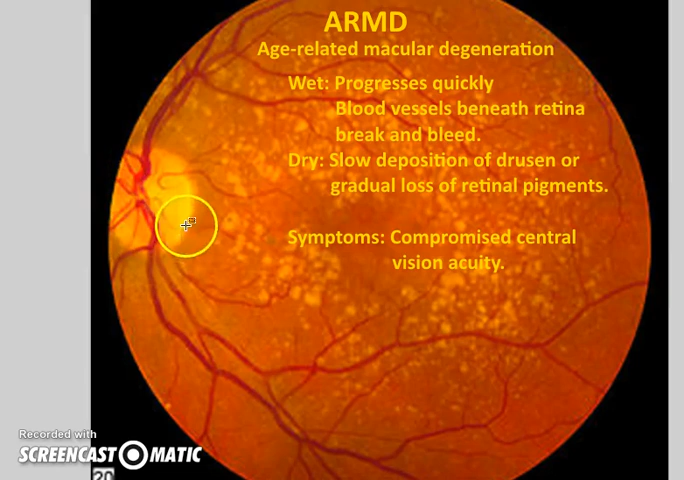 ARMD
Age-related macular degeneration
Wet: Progresses quickly
Blood vessels beneath retina
break and bleed.
Dry: Slow deposition of drusen or
gradual loss of retinal pigments.
Symptoms: Compromised central
vision acuity.
Recorded with
SCREENCAST-O-MATIC
20